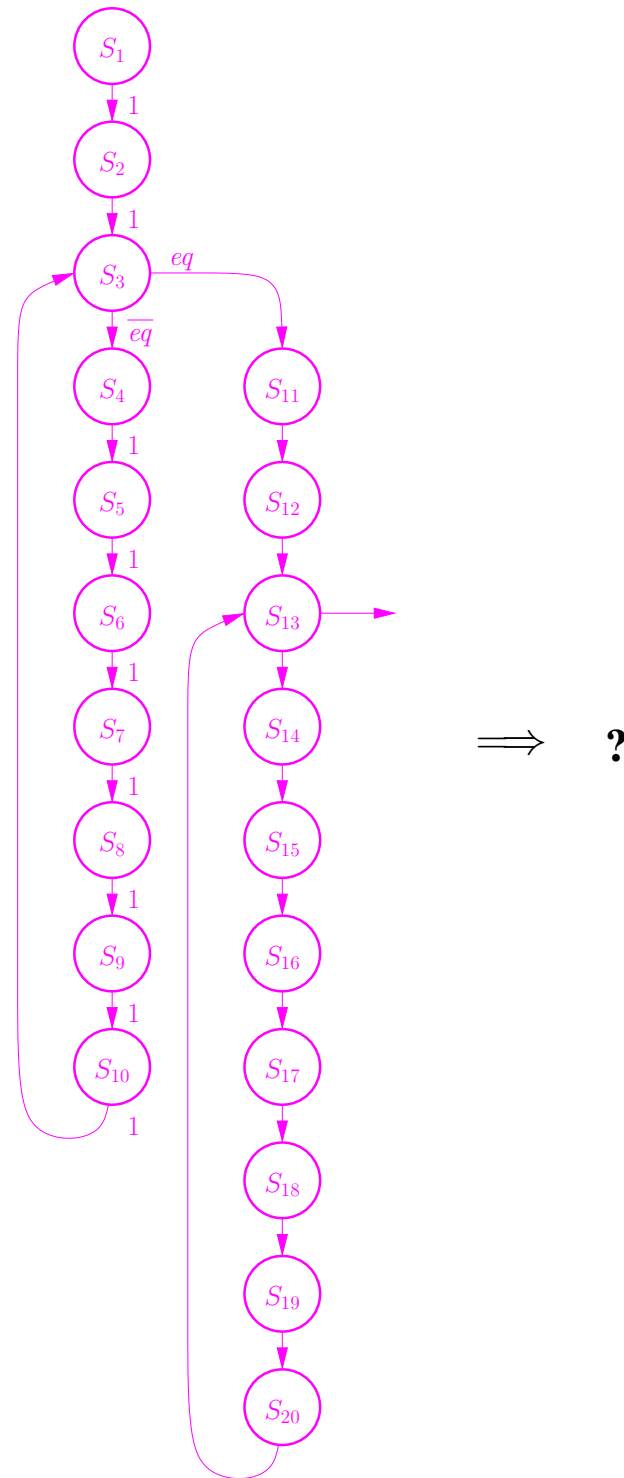 S₁
1
S₂
1
S₃ eq
e̅q̅
S₄ S₁₁
1
S₅ S₁₂
1
S₆ S₁₃
1
S₇ S₁₄
⟹ ?
1
S₈ S₁₅
1
S₉ S₁₆
1
S₁₀ S₁₇
1
S₁₈
S₁₉
S₂₀